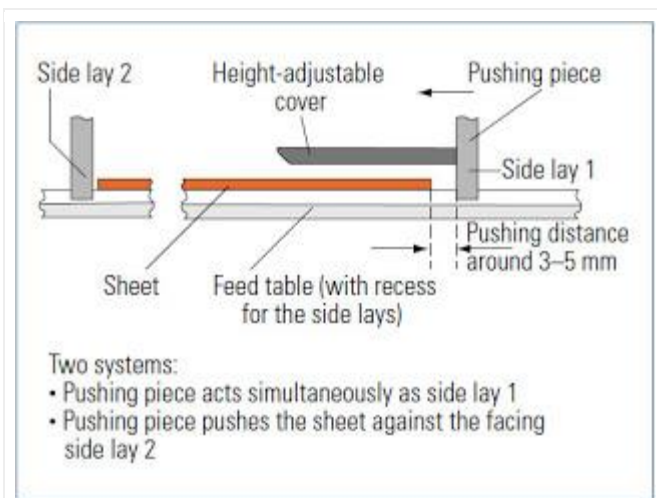 Side lay 2
Height-adjustable
cover
Pushing piece
Side lay 1
Pushing distance
around 3–5 mm
Sheet
Feed table (with recess
for the side lays)
Two systems:
• Pushing piece acts simultaneously as side lay 1
• Pushing piece pushes the sheet against the facing
side lay 2